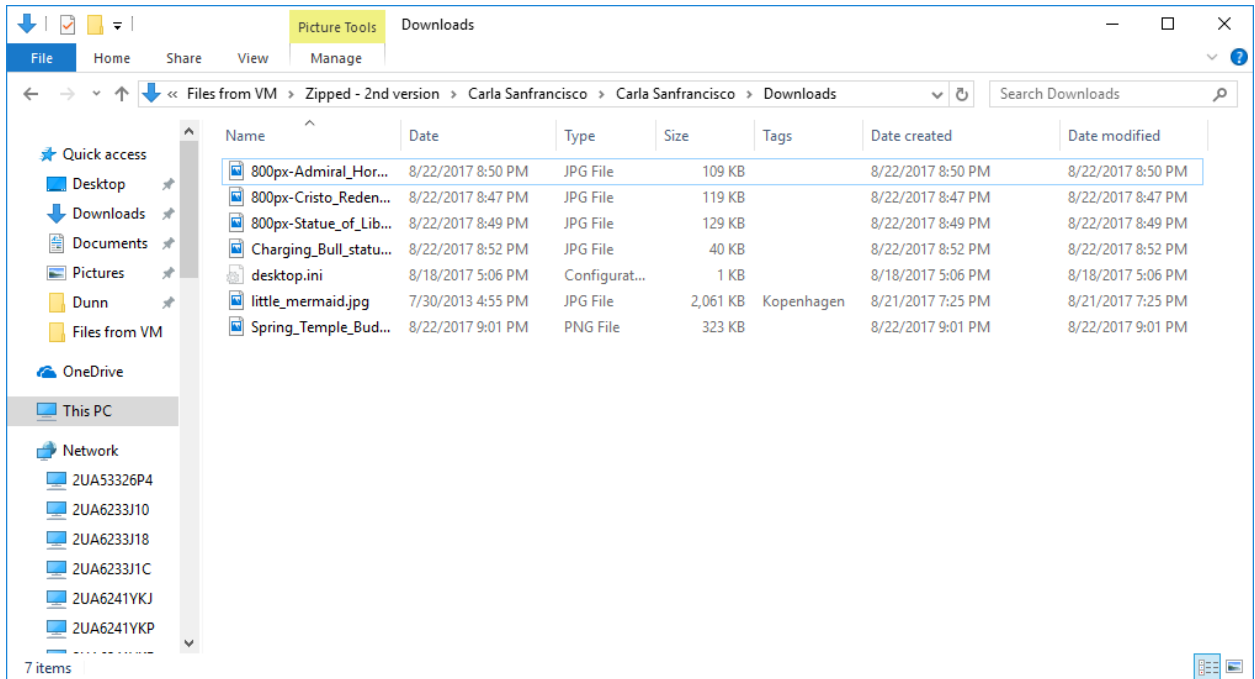 Picture Tools Downloads
File Home Share View Manage
« Files from VM > Zipped - 2nd version > Carla Sanfrancisco > Carla Sanfrancisco > Downloads Search Downloads
Name Date Type Size Tags Date created Date modified
Quick access
Desktop
Downloads
Documents
Pictures
Dunn
Files from VM
OneDrive
This PC
Network
2UA53326P4
2UA6233J10
2UA6233J18
2UA6233J1C
2UA6241YKJ
2UA6241YKP
800px-Admiral_Hor... 8/22/2017 8:50 PM JPG File 109 KB 8/22/2017 8:50 PM 8/22/2017 8:50 PM
800px-Cristo_Reden... 8/22/2017 8:47 PM JPG File 119 KB 8/22/2017 8:47 PM 8/22/2017 8:47 PM
800px-Statue_of_Lib... 8/22/2017 8:49 PM JPG File 129 KB 8/22/2017 8:49 PM 8/22/2017 8:49 PM
Charging_Bull_statu... 8/22/2017 8:52 PM JPG File 40 KB 8/22/2017 8:52 PM 8/22/2017 8:52 PM
desktop.ini 8/18/2017 5:06 PM Configurat... 1 KB 8/18/2017 5:06 PM 8/18/2017 5:06 PM
little_mermaid.jpg 7/30/2013 4:55 PM JPG File 2,061 KB Kopenhagen 8/21/2017 7:25 PM 8/21/2017 7:25 PM
Spring_Temple_Bud... 8/22/2017 9:01 PM PNG File 323 KB 8/22/2017 9:01 PM 8/22/2017 9:01 PM
7 items